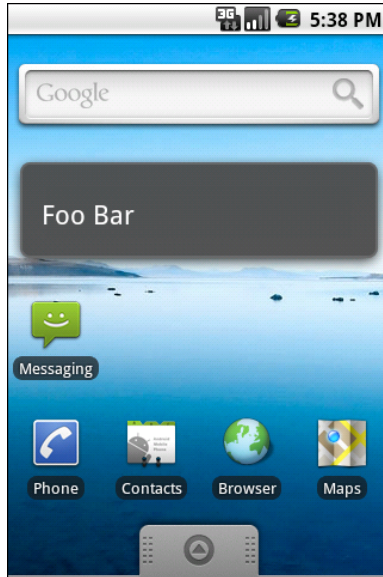 3G
5:38 PM
Google
Foo Bar
Messaging
Phone
Contacts
Browser
Maps